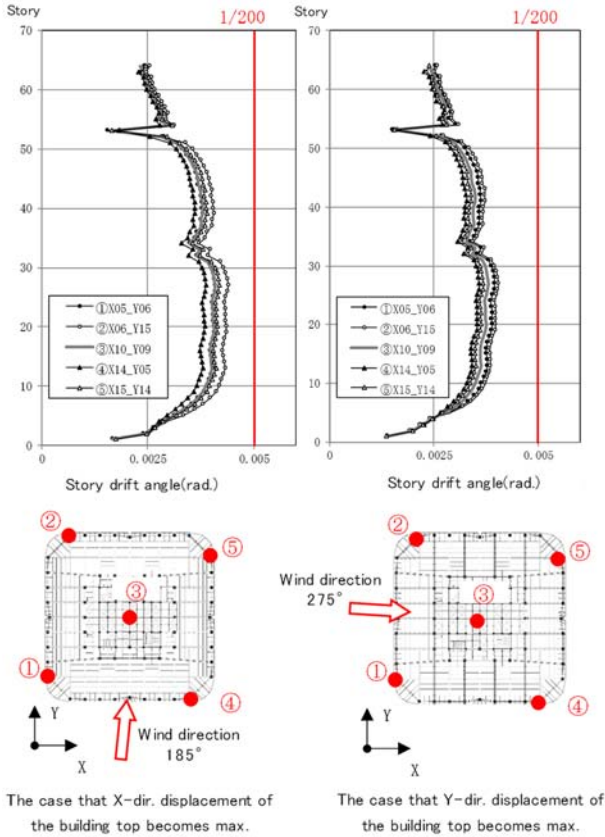 Story
1/200
70
60
50
40
30
20
10
0
①X05_Y06
②X06_Y15
③X10_Y09
④X14_Y05
⑤X15_Y14
0
0.0025
0.005
Story drift angle(rad.)
Story
1/200
70
60
50
40
30
20
10
0
①X05_Y06
②X06_Y15
③X10_Y09
④X14_Y05
⑤X15_Y14
0
0.0025
0.005
Story drift angle(rad.)
②
⑤
③
①
④
Y
X
Wind direction
185°
The case that X-dir. displacement of
the building top becomes max.
②
⑤
Wind direction
275°
③
①
④
Y
X
The case that Y-dir. displacement of
the building top becomes max.